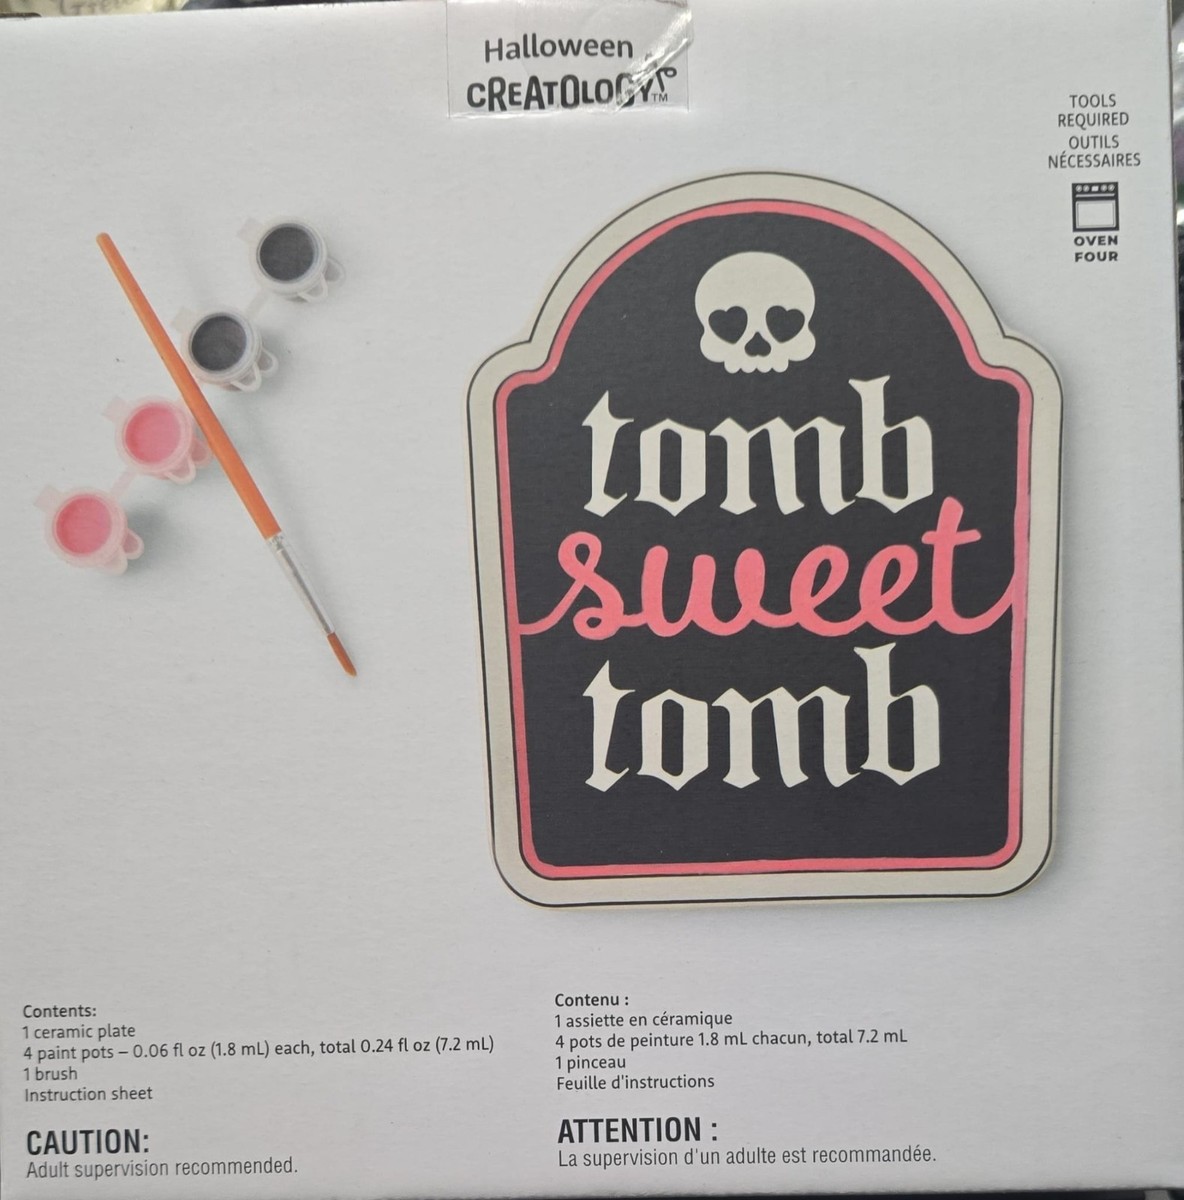 Halloween
CREATOLOGY™
TOOLS
REQUIRED
OUTILS
NÉCESSAIRES
OVEN
FOUR
tomb
sweet
tomb
Contents:
1 ceramic plate
4 paint pots – 0.06 fl oz (1.8 mL) each, total 0.24 fl oz (7.2 mL)
1 brush
Instruction sheet
CAUTION:
Adult supervision recommended.
Contenu :
1 assiette en céramique
4 pots de peinture 1.8 mL chacun, total 7.2 mL
1 pinceau
Feuille d'instructions
ATTENTION :
La supervision d'un adulte est recommandée.